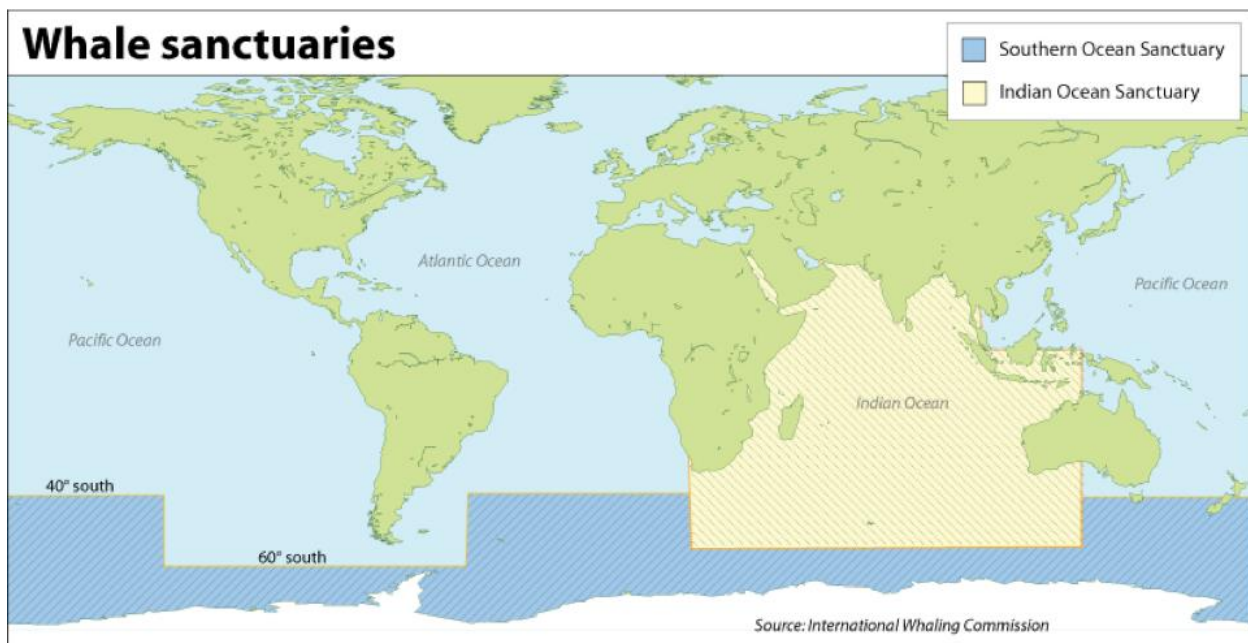 Whale sanctuaries
Southern Ocean Sanctuary
Indian Ocean Sanctuary
Atlantic Ocean
Pacific Ocean
Pacific Ocean
Indian Ocean
40° south
60° south
Source: International Whaling Commission